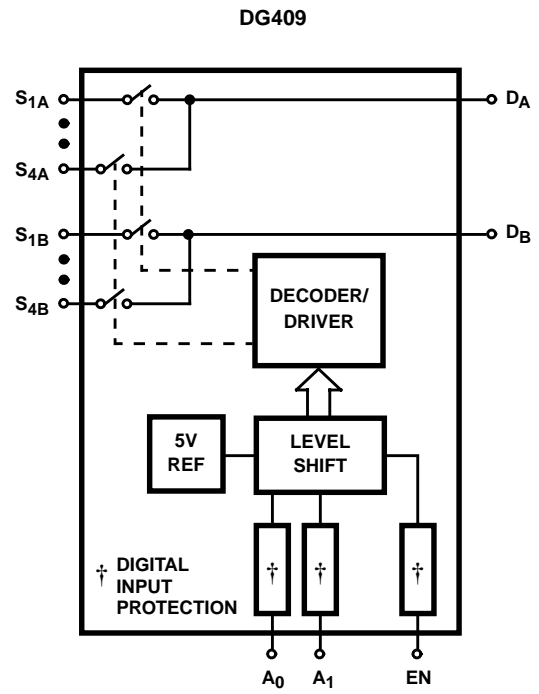 DG409
S1A
DA
S4A
S1B
DB
S4B
DECODER/
DRIVER
5V
REF
LEVEL
SHIFT
† DIGITAL
INPUT
PROTECTION
†
†
†
A0
A1
EN